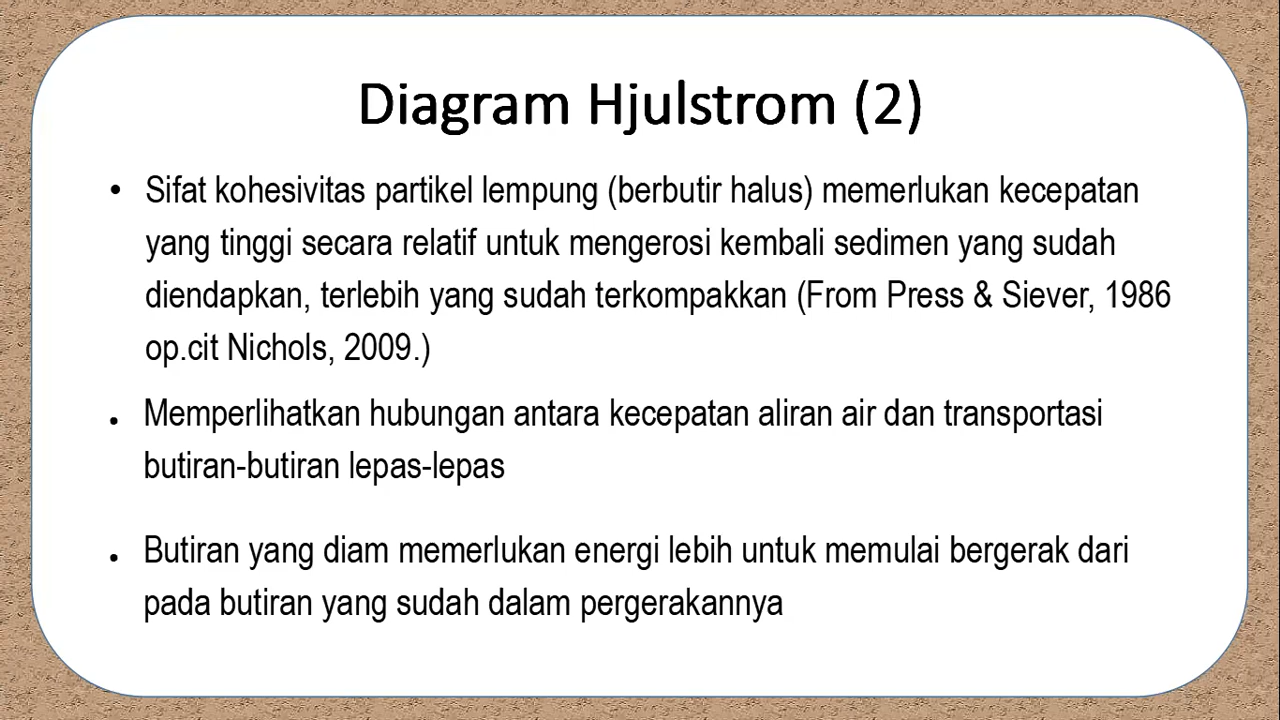 Diagram Hjulstrom (2)
• Sifat kohesivitas partikel lempung (berbutir halus) memerlukan kecepatan
yang tinggi secara relatif untuk mengerosi kembali sedimen yang sudah
diendapkan, terlebih yang sudah terkompakkan (From Press & Siever, 1986
op.cit Nichols, 2009.)
• Memperlihatkan hubungan antara kecepatan aliran air dan transportasi
butiran-butiran lepas-lepas
• Butiran yang diam memerlukan energi lebih untuk memulai bergerak dari
pada butiran yang sudah dalam pergerakannya